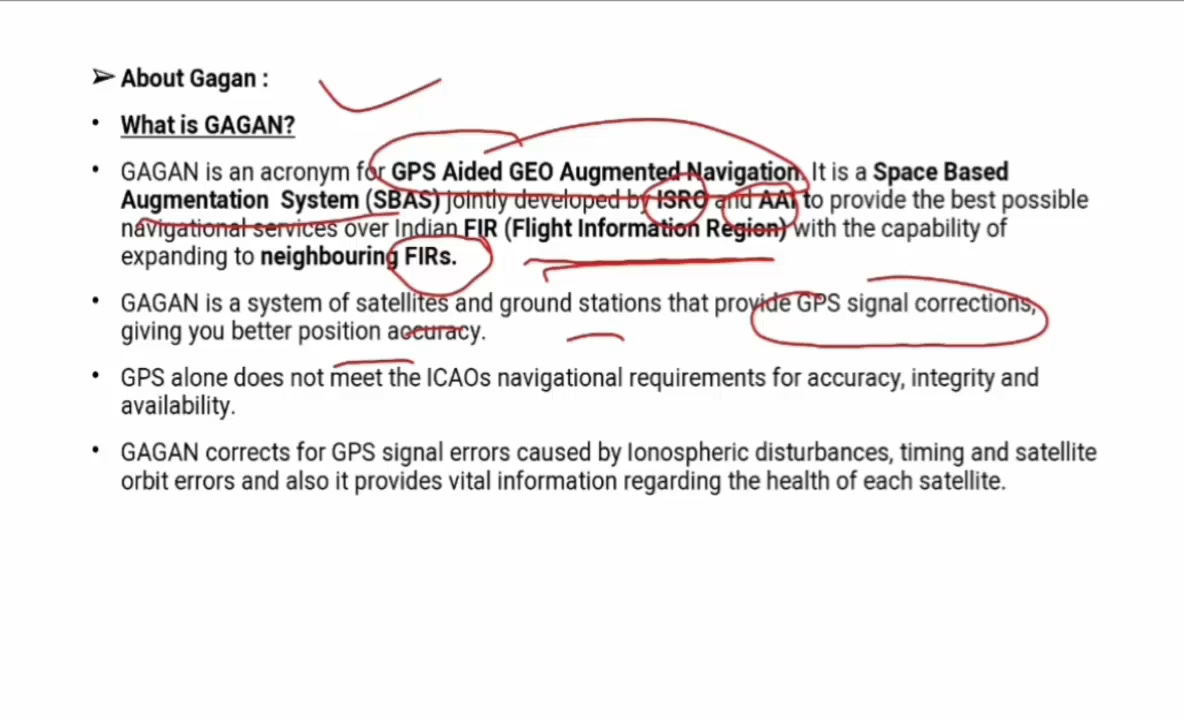 ➢ About Gagan :
• What is GAGAN?
• GAGAN is an acronym for GPS Aided GEO Augmented Navigation. It is a Space Based
Augmentation System (SBAS) jointly developed by ISRO and AAI to provide the best possible
navigational services over Indian FIR (Flight Information Region) with the capability of
expanding to neighbouring FIRs.
• GAGAN is a system of satellites and ground stations that provide GPS signal corrections,
giving you better position accuracy.
• GPS alone does not meet the ICAOs navigational requirements for accuracy, integrity and
availability.
• GAGAN corrects for GPS signal errors caused by Ionospheric disturbances, timing and satellite
orbit errors and also it provides vital information regarding the health of each satellite.